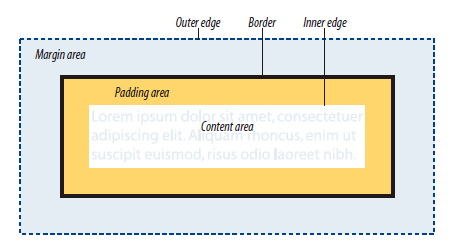 Outer edge Border Inner edge
Margin area
Padding area
Lorem ipsum dolor sit amet, consectetuer
Content area
adipiscing elit. Aliquam rhoncus, enim ut
suscipit euismod, risus odio laoreet nibh.